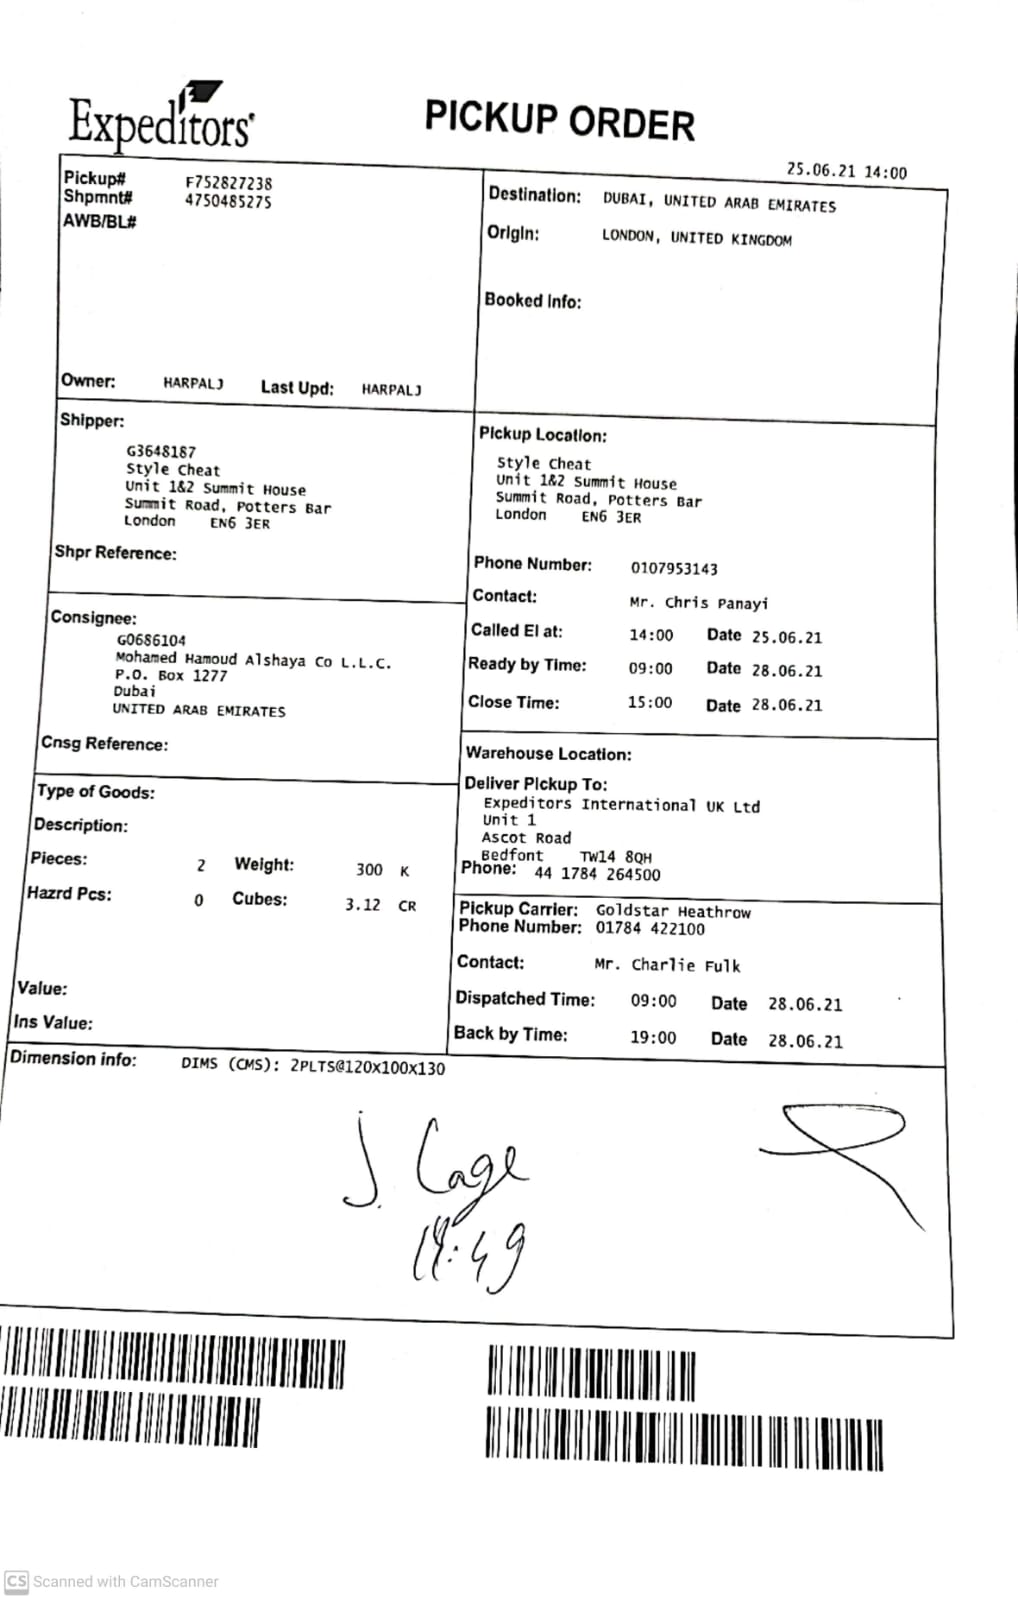 Expeditors
PICKUP ORDER
25.06.21 14:00
Pickup# F752827238
Shpmnt# 4750485275
AWB/BL#
Owner: HARPALJ Last Upd: HARPALJ
Destination: DUBAI, UNITED ARAB EMIRATES
Origin: LONDON, UNITED KINGDOM
Booked Info:
Shipper:
G3648187
Style Cheat
Unit 1&2 Summit House
Summit Road, Potters Bar
London EN6 3ER
Shpr Reference:
Pickup Location:
Style Cheat
Unit 1&2 Summit House
Summit Road, Potters Bar
London EN6 3ER
Phone Number: 0107953143
Contact: Mr. Chris Panayi
Called EI at: 14:00 Date 25.06.21
Ready by Time: 09:00 Date 28.06.21
Close Time: 15:00 Date 28.06.21
Consignee:
G0686104
Mohamed Hamoud Alshaya Co L.L.C.
P.O. Box 1277
Dubai
UNITED ARAB EMIRATES
Cnsg Reference:
Warehouse Location:
Deliver Pickup To:
Expeditors International UK Ltd
Unit 1
Ascot Road
Bedfont TW14 8QH
Phone: 44 1784 264500
Type of Goods:
Description:
Pieces: 2 Weight: 300 K
Hazrd Pcs: 0 Cubes: 3.12 CR
Value:
Ins Value:
Pickup Carrier: Goldstar Heathrow
Phone Number: 01784 422100
Contact: Mr. Charlie Fulk
Dispatched Time: 09:00 Date 28.06.21
Back by Time: 19:00 Date 28.06.21
Dimension info: DIMS (CMS): 2PLTS@120x100x130
J. Cage
CS Scanned with CamScanner